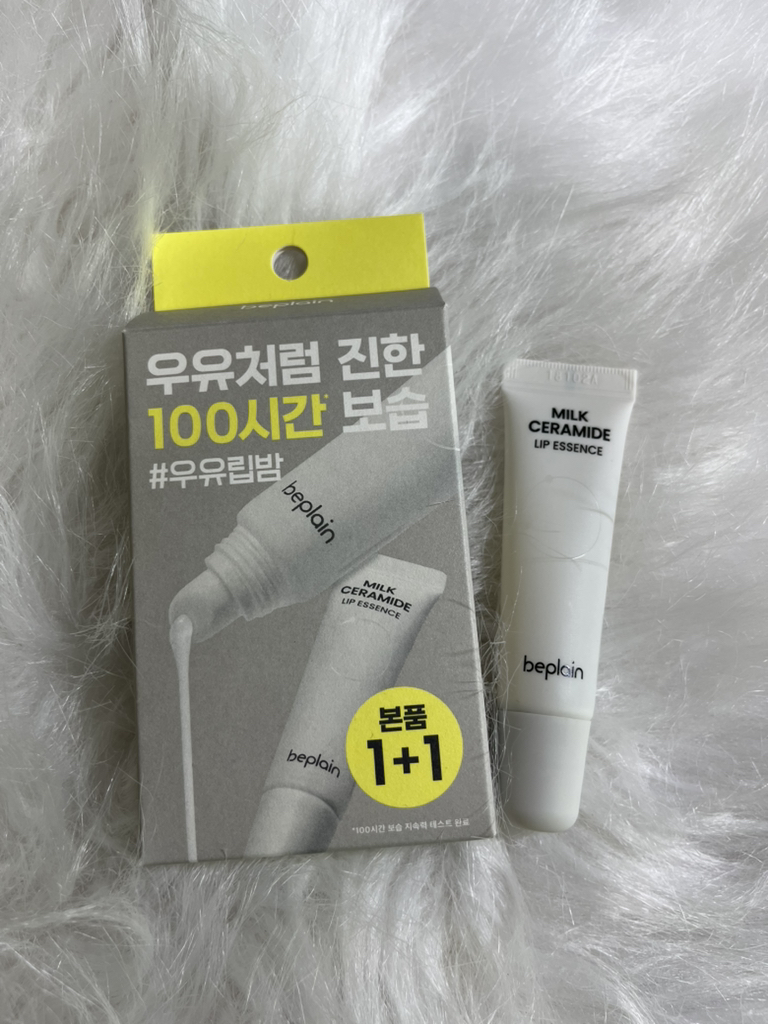 beplain
우유처럼 진한
100시간* 보습
#우유립밤
beplain
MILK
CERAMIDE
LIP ESSENCE
beplain
본품
1+1
*100시간 보습 지속력 테스트 완료
MILK
CERAMIDE
LIP ESSENCE
beplain